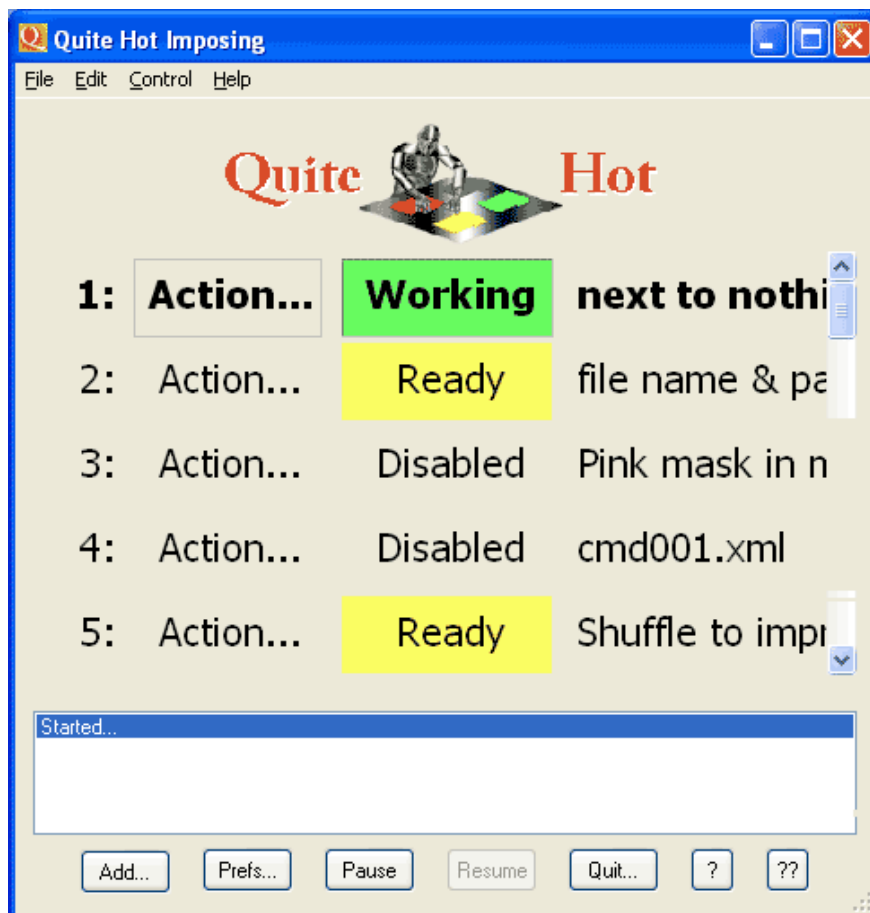 Quite Hot Imposing
File Edit Control Help
Quite Hot
1: Action... Working next to nothi
2: Action... Ready file name & pa
3: Action... Disabled Pink mask in m
4: Action... Disabled cmd001.xml
5: Action... Ready Shuffle to impr
Started...
Add... Prefs... Pause Resume Quit... ? ??